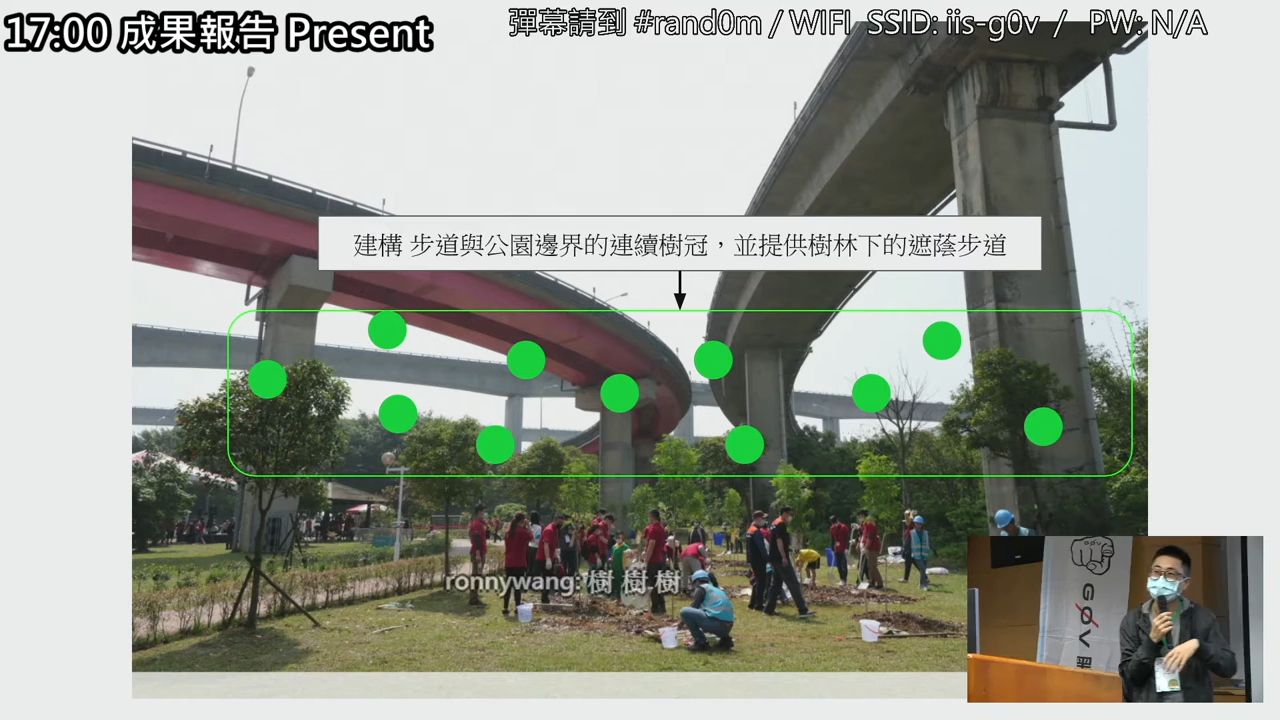 17:00 成果報告 Present
彈幕請到 #rand0m / WIFI SSID: iis-g0v / PW: N/A
建構 步道與公園邊界的連續樹冠，並提供樹林下的遮蔭步道
ronnywang: 樹 樹 樹
G0V